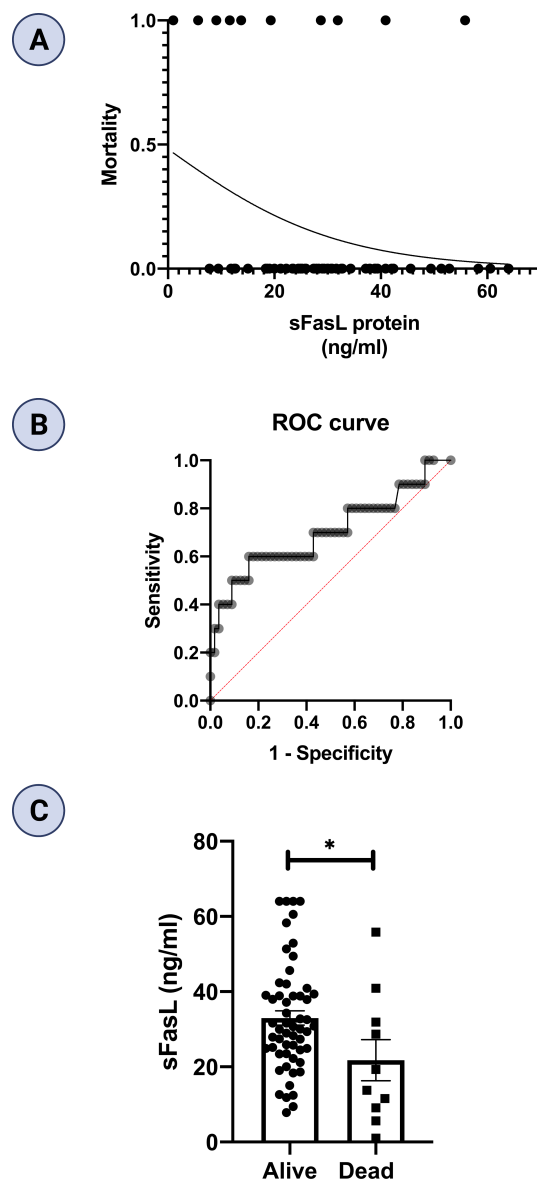 A
1.0
0.5
0.0
Mortality
0 20 40 60
sFasL protein
(ng/ml)
B
ROC curve
1.0
0.8
0.6
0.4
0.2
0.0
Sensitivity
0.0 0.2 0.4 0.6 0.8 1.0
1 - Specificity
C
80
60
40
20
0
sFasL (ng/ml)
*
Alive Dead